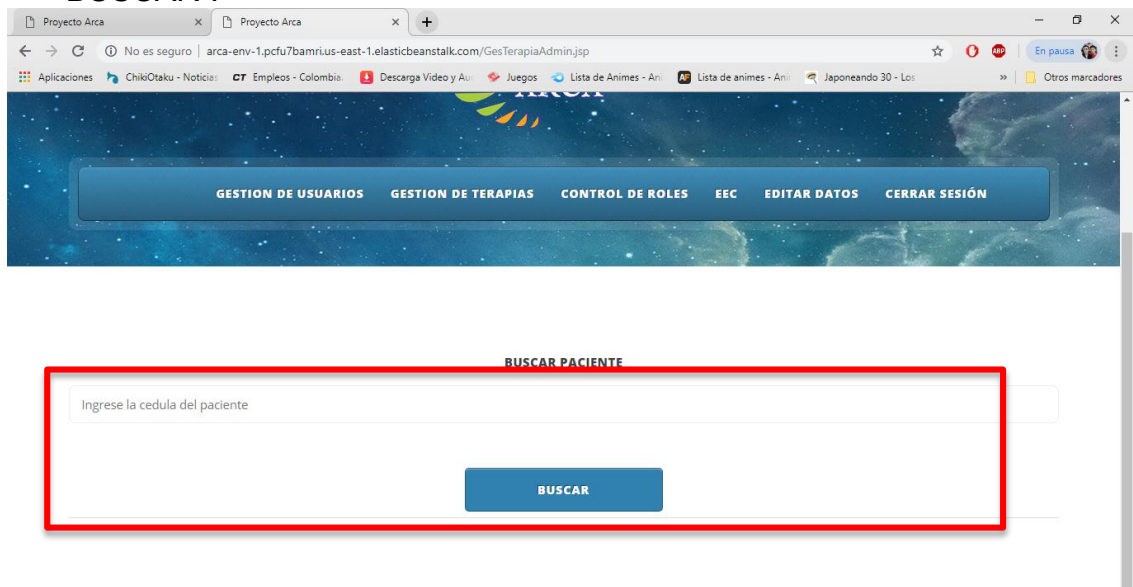 Proyecto Arca
Proyecto Arca
No es seguro | arca-env-1.pcfu7bamri.us-east-1.elasticbeanstalk.com/GesTerapiaAdmin.jsp
ABP
En pausa
Aplicaciones
ChikiOtaku - Noticias
CT Empleos - Colombia.
Descarga Video y Au
Juegos
Lista de Animes - An
AF Lista de animes - An
Japoneando 30 - Los
»
Otros marcadores
GESTION DE USUARIOS GESTION DE TERAPIAS CONTROL DE ROLES EEC EDITAR DATOS CERRAR SESIÓN
BUSCAR PACIENTE
Ingrese la cedula del paciente
BUSCAR